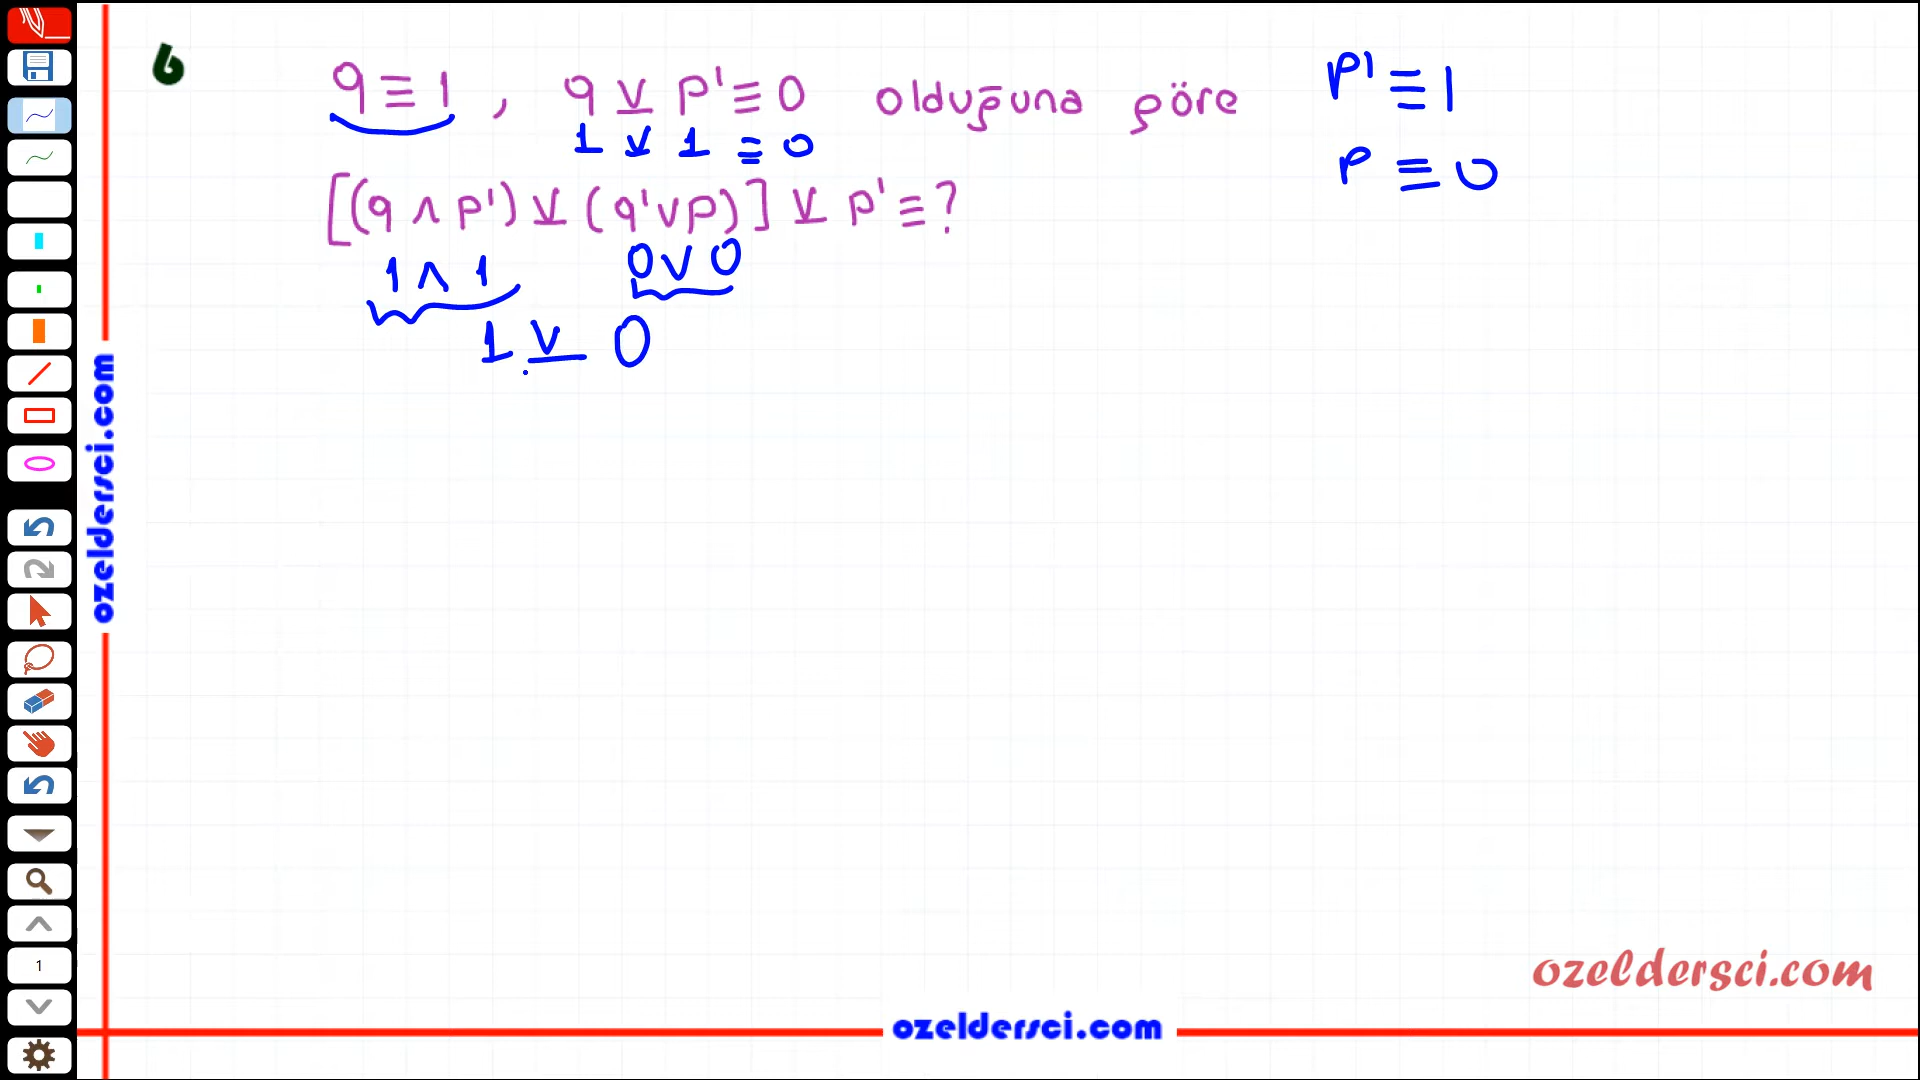 6
q ≡ 1 , q ⊻ p' ≡ 0 olduğuna göre
1 ⊻ 1 ≡ 0
[(q ∧ p') ⊻ (q' ∨ p)] ⊻ p' ≡ ?
1 ∧ 1 0 ∨ 0
1 ⊻ 0
p' ≡ 1
p ≡ 0
ozeldersci.com
1
ozeldersci.com
ozeldersci.com